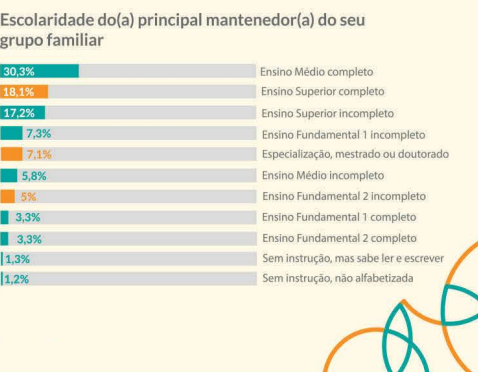 Escolaridade do(a) principal mantenedor(a) do seu
grupo familiar
30,3% Ensino Médio completo
18,1% Ensino Superior completo
17,2% Ensino Superior incompleto
7,3% Ensino Fundamental 1 incompleto
7,1% Especialização, mestrado ou doutorado
5,8% Ensino Médio incompleto
5% Ensino Fundamental 2 incompleto
3,3% Ensino Fundamental 1 completo
3,3% Ensino Fundamental 2 completo
1,3% Sem instrução, mas sabe ler e escrever
1,2% Sem instrução, não alfabetizada